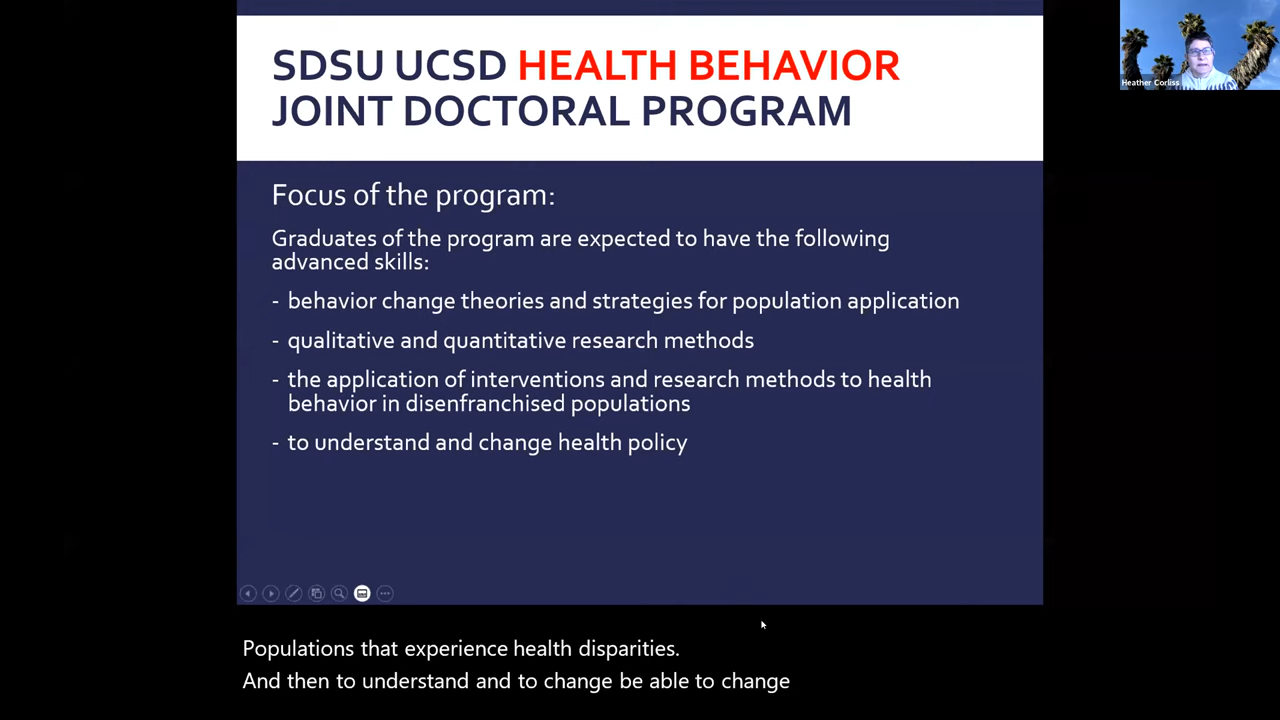 SDSU UCSD HEALTH BEHAVIOR
JOINT DOCTORAL PROGRAM
Heather Corliss
Focus of the program:
Graduates of the program are expected to have the following
advanced skills:
- behavior change theories and strategies for population application
- qualitative and quantitative research methods
- the application of interventions and research methods to health
behavior in disenfranchised populations
- to understand and change health policy
Populations that experience health disparities.
And then to understand and to change be able to change